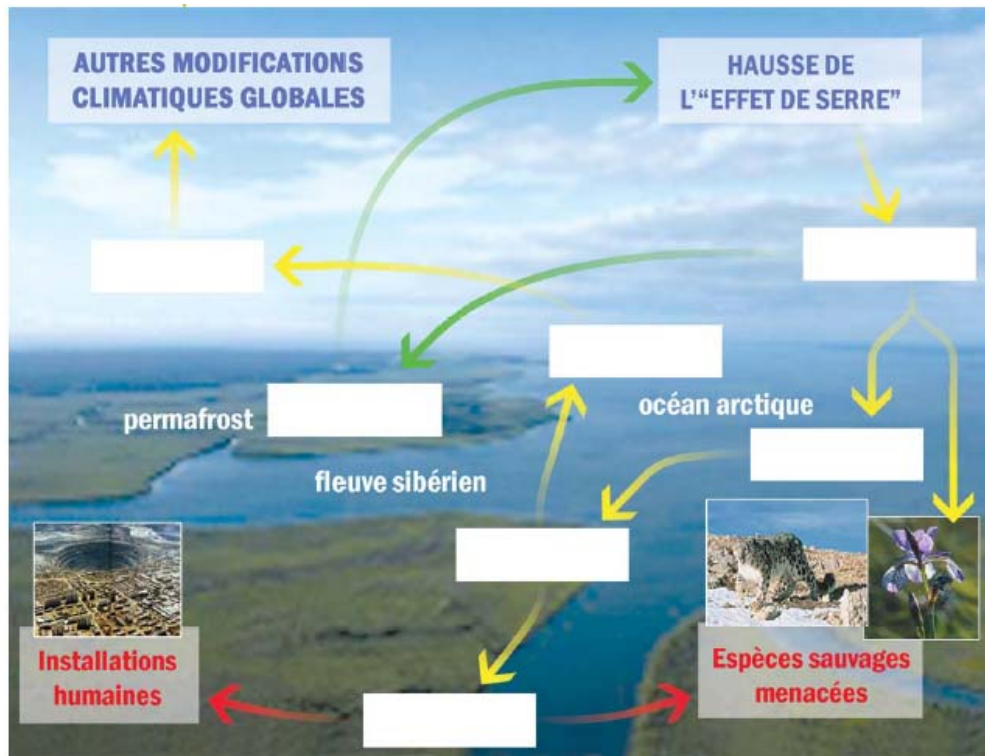 AUTRES MODIFICATIONS
CLIMATIQUES GLOBALES
HAUSSE DE
L'“EFFET DE SERRE”
permafrost
océan arctique
fleuve sibérien
Installations
humaines
Espèces sauvages
menacées